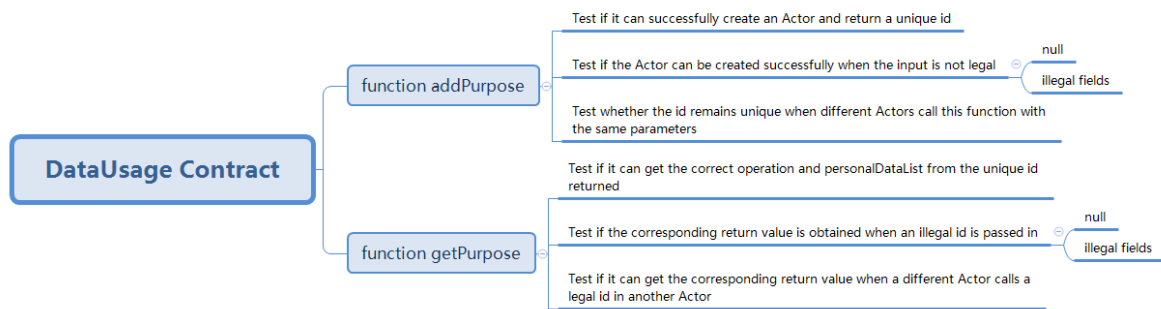 DataUsage Contract
function addPurpose
Test if it can successfully create an Actor and return a unique id
Test if the Actor can be created successfully when the input is not legal
null
illegal fields
Test whether the id remains unique when different Actors call this function with
the same parameters
function getPurpose
Test if it can get the correct operation and personalDataList from the unique id
returned
Test if the corresponding return value is obtained when an illegal id is passed in
null
illegal fields
Test if it can get the corresponding return value when a different Actor calls a
legal id in another Actor